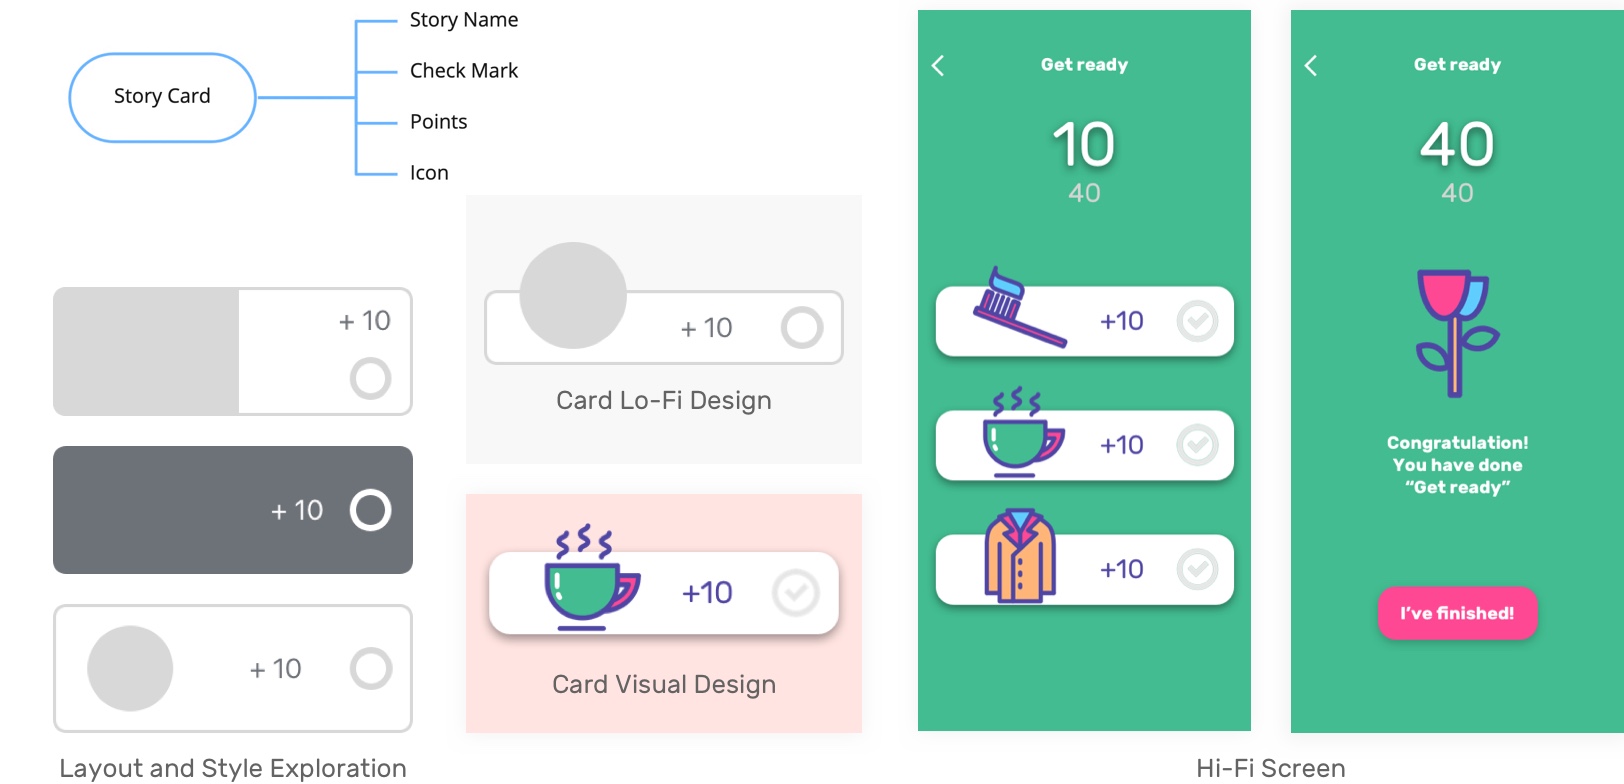 Story Card
Story Name
Check Mark
Points
Icon
+ 10
+ 10
+ 10
Layout and Style Exploration
+ 10
Card Lo-Fi Design
+10
Card Visual Design
Get ready
10
40
+10
+10
+10
Get ready
40
40
Congratulation!
You have done
“Get ready”
I’ve finished!
Hi-Fi Screen